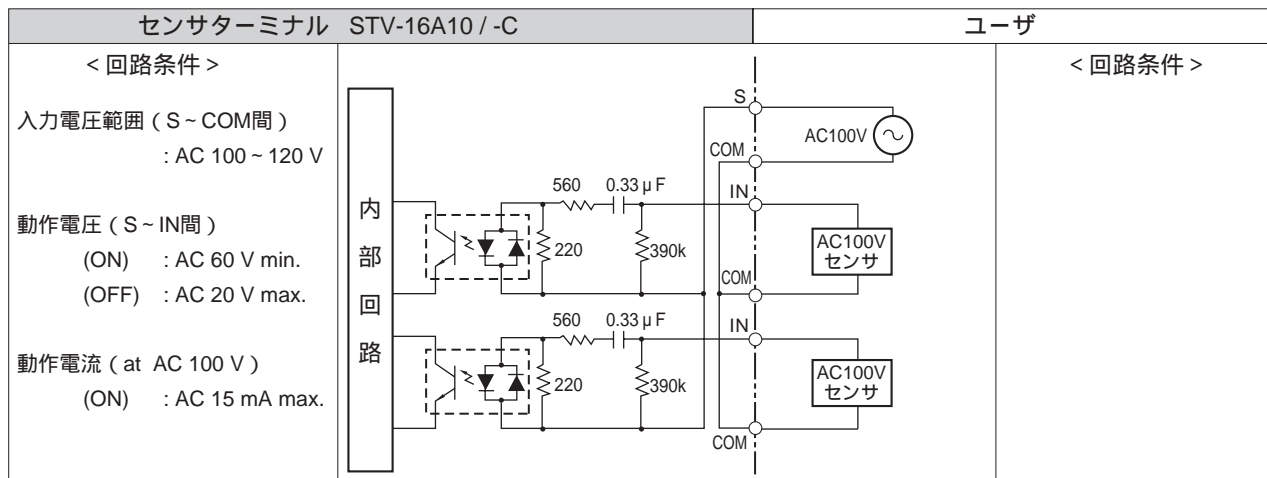 センサターミナル STV-16A10 / -C
ユーザ
< 回路条件 >
入力電圧範囲 ( S ~ COM間 )
: AC 100 ~ 120 V
動作電圧 ( S ~ IN間 )
(ON) : AC 60 V min.
(OFF) : AC 20 V max.
動作電流 ( at AC 100 V )
(ON) : AC 15 mA max.
内部回路
S
AC100V
COM
560 0.33 μ F
IN
220
390k
AC100V
センサ
COM
560 0.33 μ F
IN
220
390k
AC100V
センサ
COM
< 回路条件 >